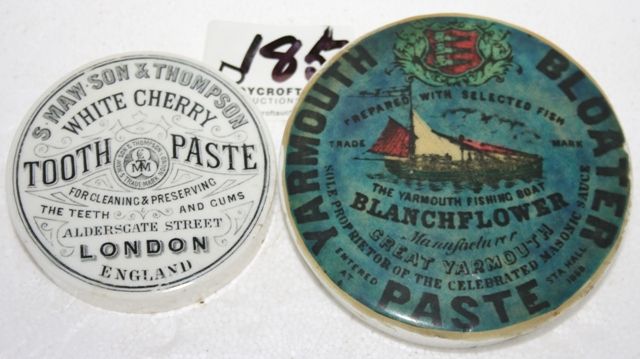 S MAW·SON & THOMPSON
WHITE CHERRY
TOOTH PASTE
FOR CLEANING & PRESERVING
THE TEETH AND GUMS
ALDERSGATE STREET
LONDON
ENGLAND
185
YARMOUTH BLOATER PASTE
PREPARED WITH SELECTED FISH
TRADE MARK
THE YARMOUTH FISHING BOAT
BLANCHFLOWER
Manufacturer
GREAT YARMOUTH
SOLE PROPRIETOR OF THE CELEBRATED MASONIC SAUCE
ENTERED AT STA. HALL